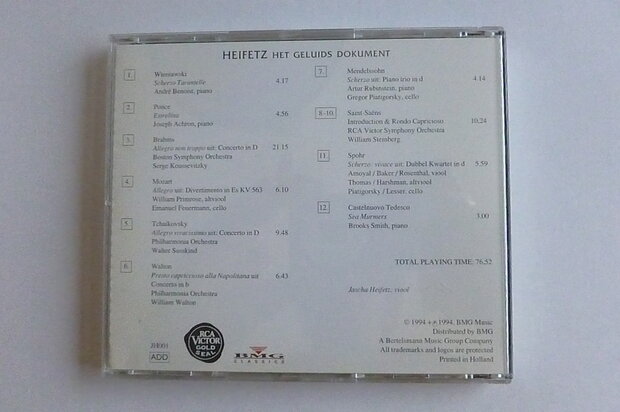 HEIFETZ HET GELUIDS DOKUMENT
1.
Wieniawski
Scherzo Tarantelle 4.17
André Benoist, piano
2.
Ponce
Estrellita 4.56
Joseph Achron, piano
3.
Brahms
Allegro non troppo uit: Concerto in D 21.15
Boston Symphony Orchestra
Serge Koussevitzky
4.
Mozart
Allegro uit: Divertimento in Es KV 563 6.10
William Primrose, altviool
Emanuel Feuermann, cello
5.
Tchaikovsky
Allegro vivacissimo uit: Concerto in D 9.48
Philharmonia Orchestra
Walter Susskind
6.
Walton
Presto capriccioso alla Napolitana uit 6.43
Concerto in b
Philharmonia Orchestra
William Walton
7.
Mendelssohn
Scherzo uit: Piano trio in d 4.14
Artur Rubinstein, piano
Gregor Piatigorsky, cello
8-10.
Saint-Saëns
Introduction & Rondo Capricioso 10.24
RCA Victor Symphony Orchestra
William Steinberg
11.
Spohr
Scherzo: vivace uit: Dubbel Kwartet in d 5.59
Amoyal / Baker / Rosenthal, viool
Thomas / Harshman, altviool
Piatigorsky / Lesser, cello
12.
Castelnuovo Tedesco
Sea Murmers 3.00
Brooks Smith, piano
TOTAL PLAYING TIME: 76.52
Jascha Heifetz, viool
JH001
ADD
RCA
VICTOR
GOLD
SEAL
BMG
CLASSICS
© 1994 + ℗ 1994, BMG Music
Distributed by BMG
A Bertelsmann Music Group Company
All trademarks and logos are protected
Printed in Holland